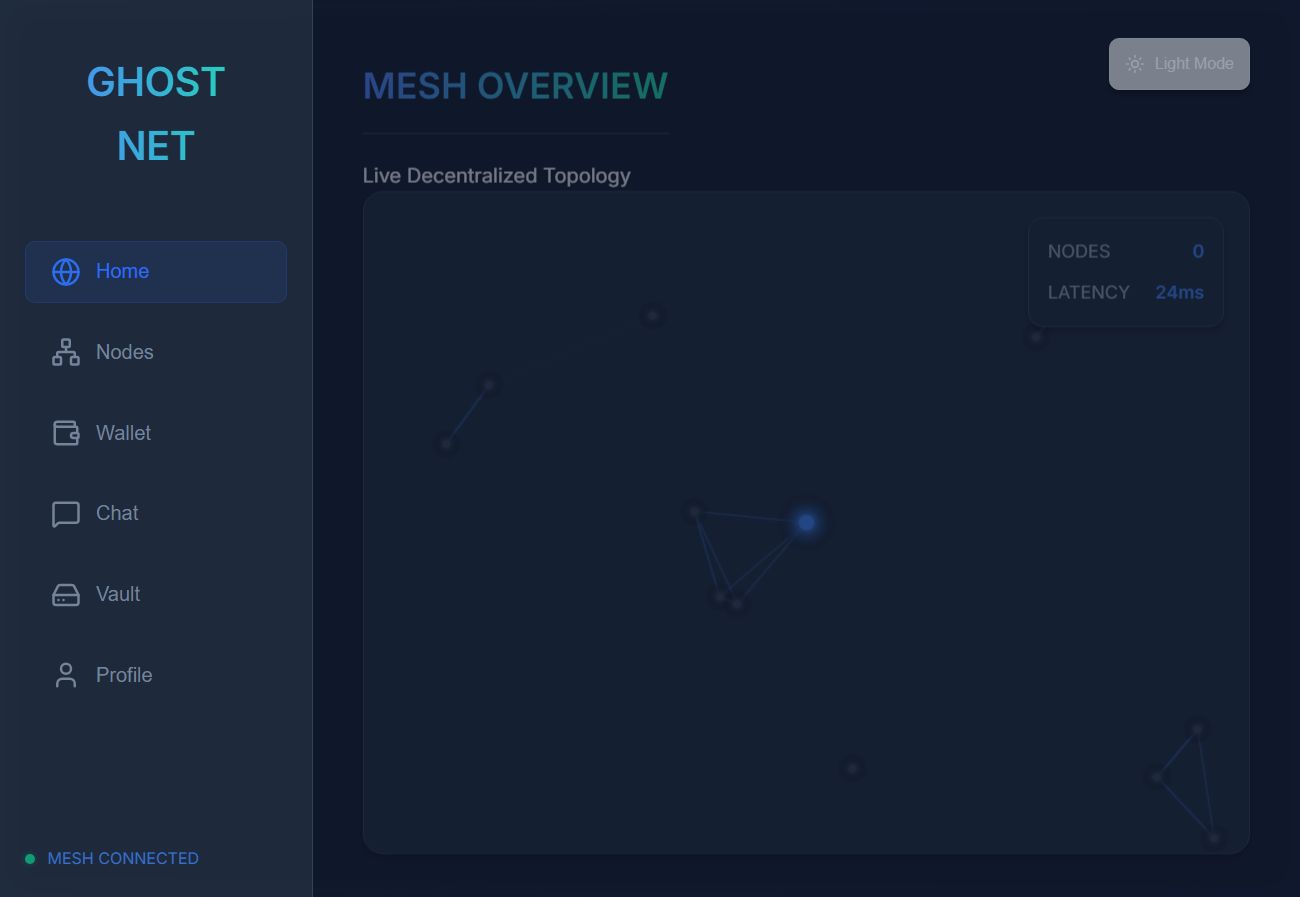 GHOST
NET
Home
Nodes
Wallet
Chat
Vault
Profile
MESH CONNECTED
MESH OVERVIEW
Light Mode
Live Decentralized Topology
NODES 0
LATENCY 24ms